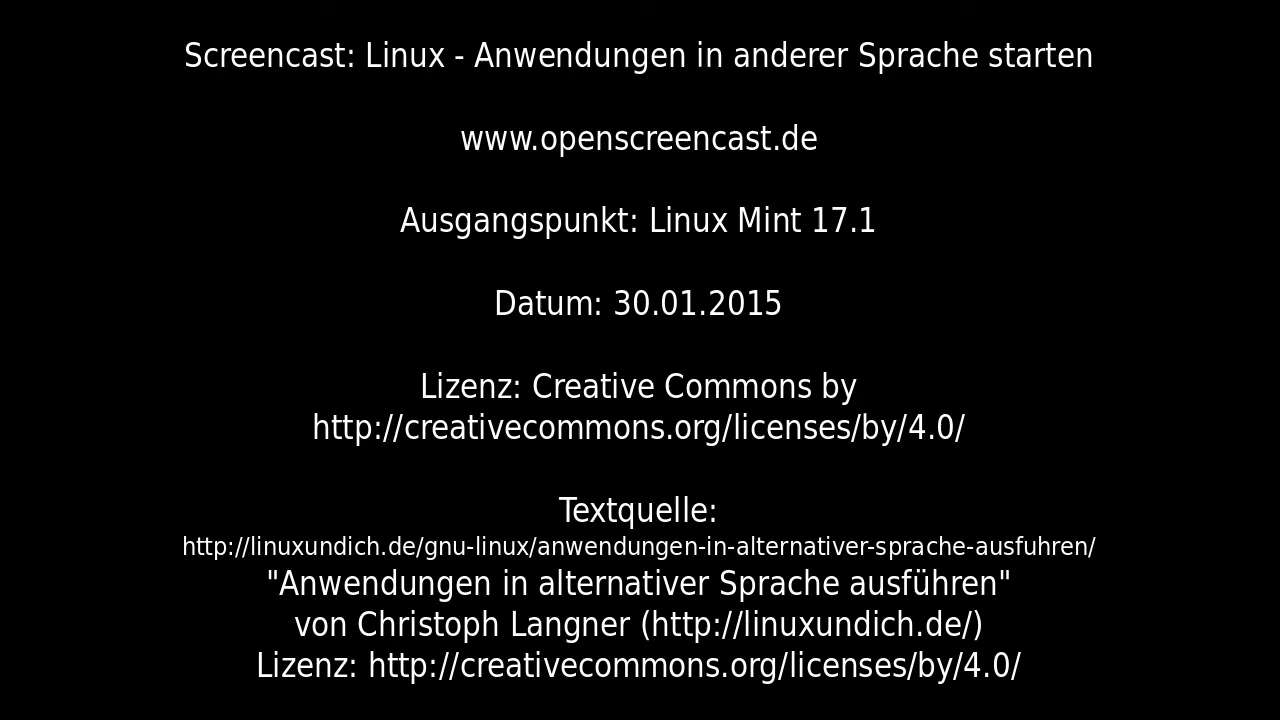 Screencast: Linux - Anwendungen in anderer Sprache starten
www.openscreencast.de
Ausgangspunkt: Linux Mint 17.1
Datum: 30.01.2015
Lizenz: Creative Commons by
http://creativecommons.org/licenses/by/4.0/
Textquelle:
http://linuxundich.de/gnu-linux/anwendungen-in-alternativer-sprache-ausfuhren/
"Anwendungen in alternativer Sprache ausführen"
von Christoph Langner (http://linuxundich.de/)
Lizenz: http://creativecommons.org/licenses/by/4.0/